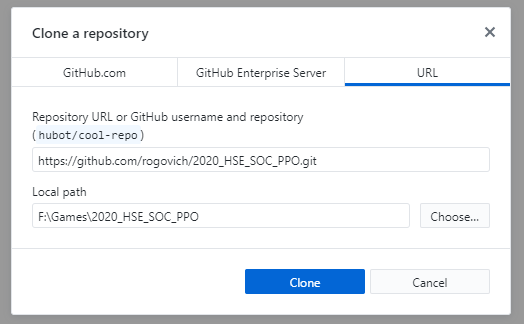 Clone a repository
GitHub.com
GitHub Enterprise Server
URL
Repository URL or GitHub username and repository
(hubot/cool-repo)
https://github.com/rogovich/2020_HSE_SOC_PPO.git
Local path
F:\Games\2020_HSE_SOC_PPO
Choose...
Clone
Cancel